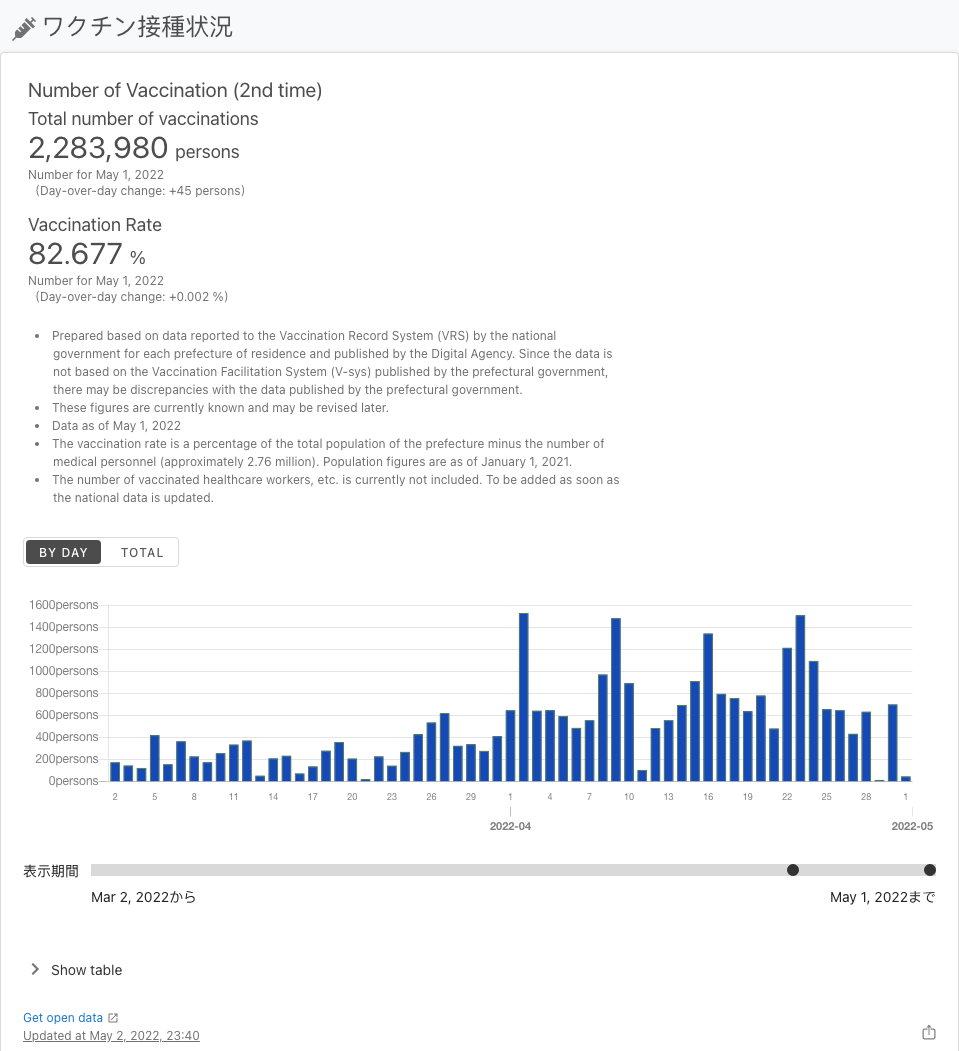 ワクチン接種状況
Number of Vaccination (2nd time)
Total number of vaccinations
2,283,980 persons
Number for May 1, 2022
(Day-over-day change: +45 persons)
Vaccination Rate
82.677 %
Number for May 1, 2022
(Day-over-day change: +0.002 %)
• Prepared based on data reported to the Vaccination Record System (VRS) by the national
government for each prefecture of residence and published by the Digital Agency. Since the data is
not based on the Vaccination Facilitation System (V-sys) published by the prefectural government,
there may be discrepancies with the data published by the prefectural government.
• These figures are currently known and may be revised later.
• Data as of May 1, 2022
• The vaccination rate is a percentage of the total population of the prefecture minus the number of
medical personnel (approximately 2.76 million). Population figures are as of January 1, 2021.
• The number of vaccinated healthcare workers, etc. is currently not included. To be added as soon as
the national data is updated.
BY DAY TOTAL
1600persons
1400persons
1200persons
1000persons
800persons
600persons
400persons
200persons
0persons
2 5 8 11 14 17 20 23 26 29 1 4 7 10 13 16 19 22 25 28 1
2022-04 2022-05
表示期間
Mar 2, 2022から May 1, 2022まで
Show table
Get open data
Updated at May 2, 2022, 23:40